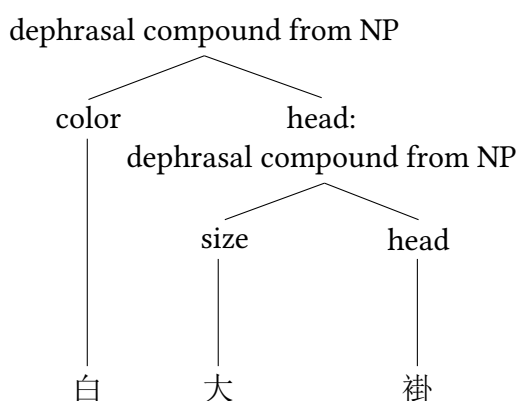 dephrasal compound from NP
color head:
dephrasal compound from NP
size head
白 大 褂